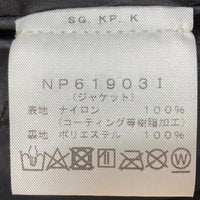 SG. KP. K
NP61903I
(ジャケット)
表地 ナイロン 100%
(コーティング等樹脂加工)
裏地 ポリエステル 100%